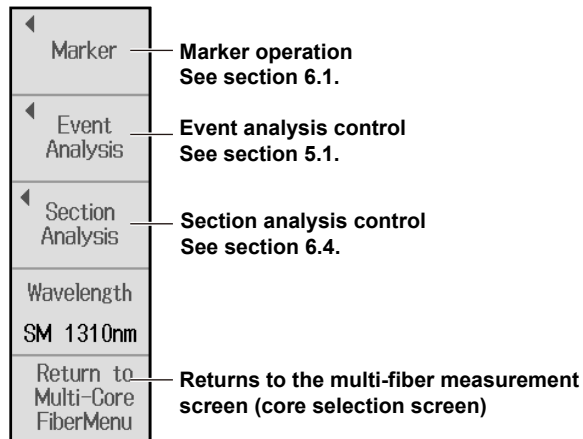 Marker
Marker operation
See section 6.1.
Event
Analysis
Event analysis control
See section 5.1.
Section
Analysis
Section analysis control
See section 6.4.
Wavelength
SM 1310nm
Return to
Multi-Core
FiberMenu
Returns to the multi-fiber measurement
screen (core selection screen)